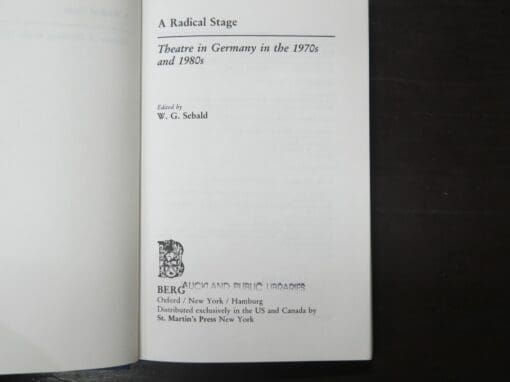 A Radical Stage
Theatre in Germany in the 1970s
and 1980s
Edited by
W. G. Sebald
BERG
AUCKLAND PUBLIC LIBRARIES
Oxford / New York / Hamburg
Distributed exclusively in the US and Canada by
St. Martin's Press New York